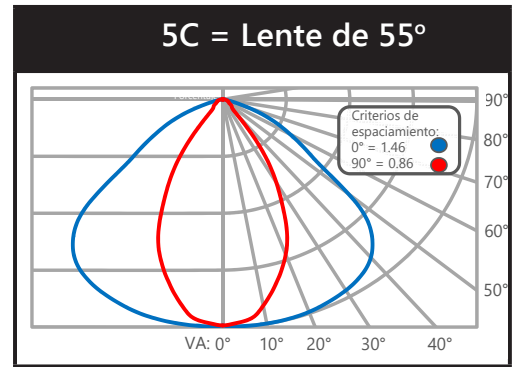 5C = Lente de 55º
90°
Criterios de
espaciamiento:
0° = 1.46
90° = 0.86
80°
70°
60°
50°
VA: 0° 10° 20° 30° 40°